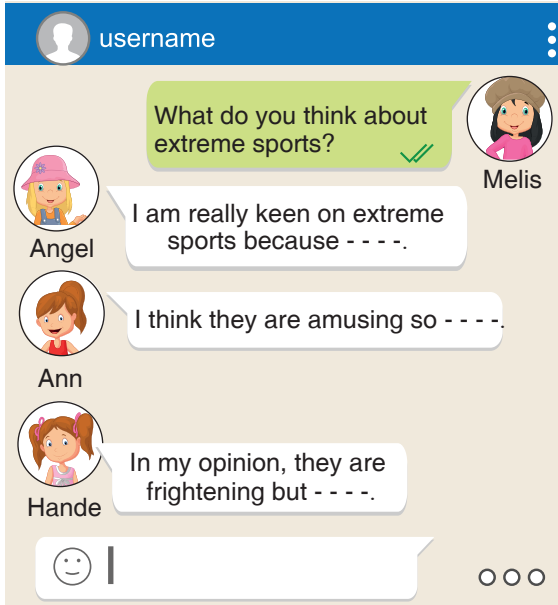 username
What do you think about
extreme sports?
Melis
I am really keen on extreme
sports because - - - -.
Angel
I think they are amusing so - - - -.
Ann
In my opinion, they are
frightening but - - - -.
Hande